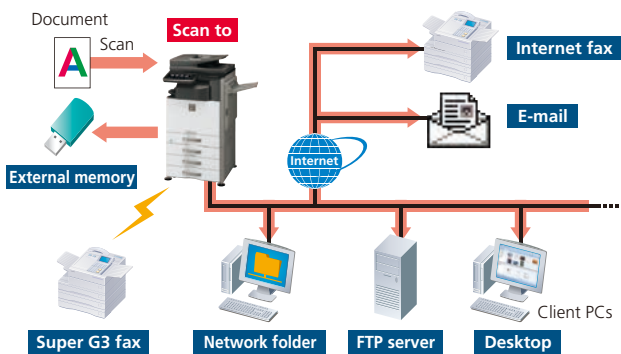 Document
Scan to
A
Scan
Internet fax
E-mail
Internet
External memory
Client PCs
Super G3 fax
Network folder
FTP server
Desktop